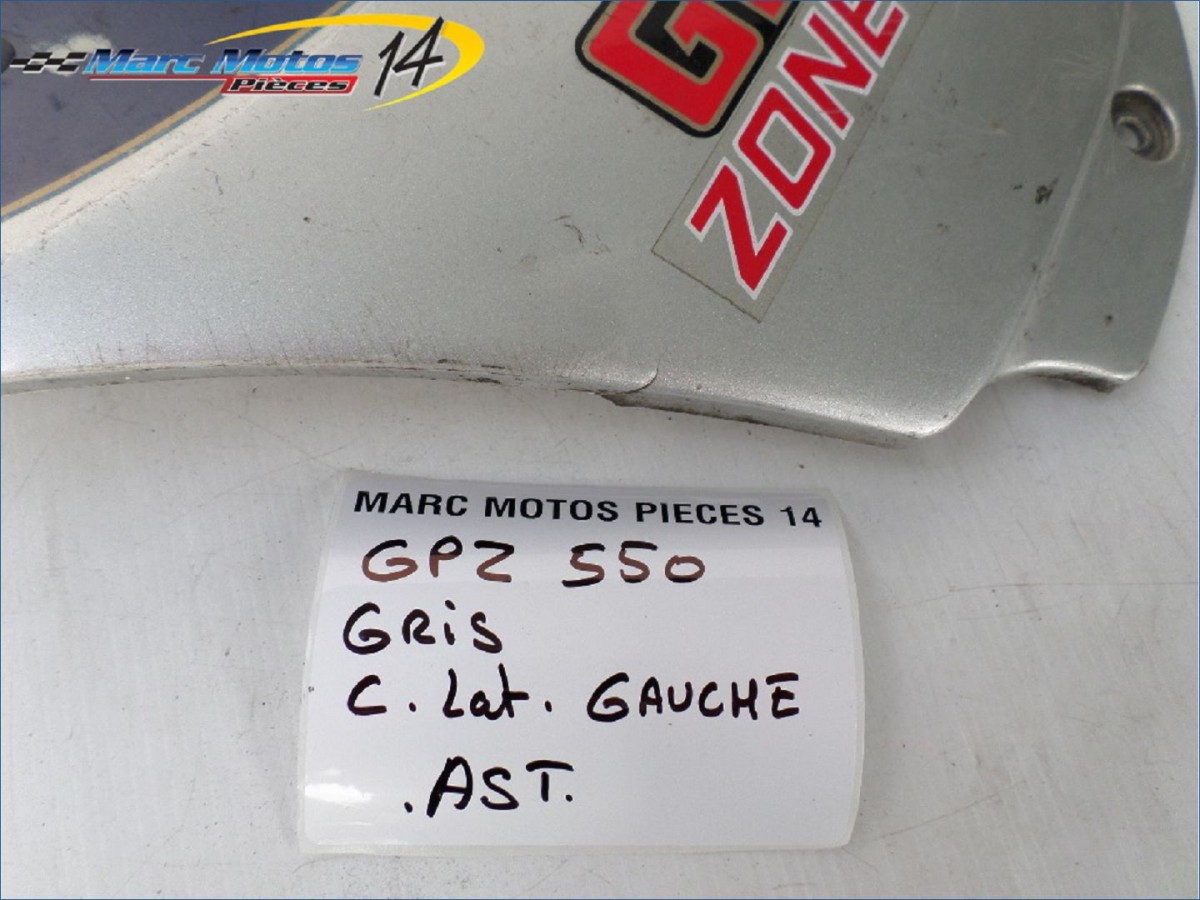 Marc Motos 14
Pièces
ZONE
MARC MOTOS PIECES 14
GPZ 550
GRiS
C. Lat. GAUCHE
.AST.